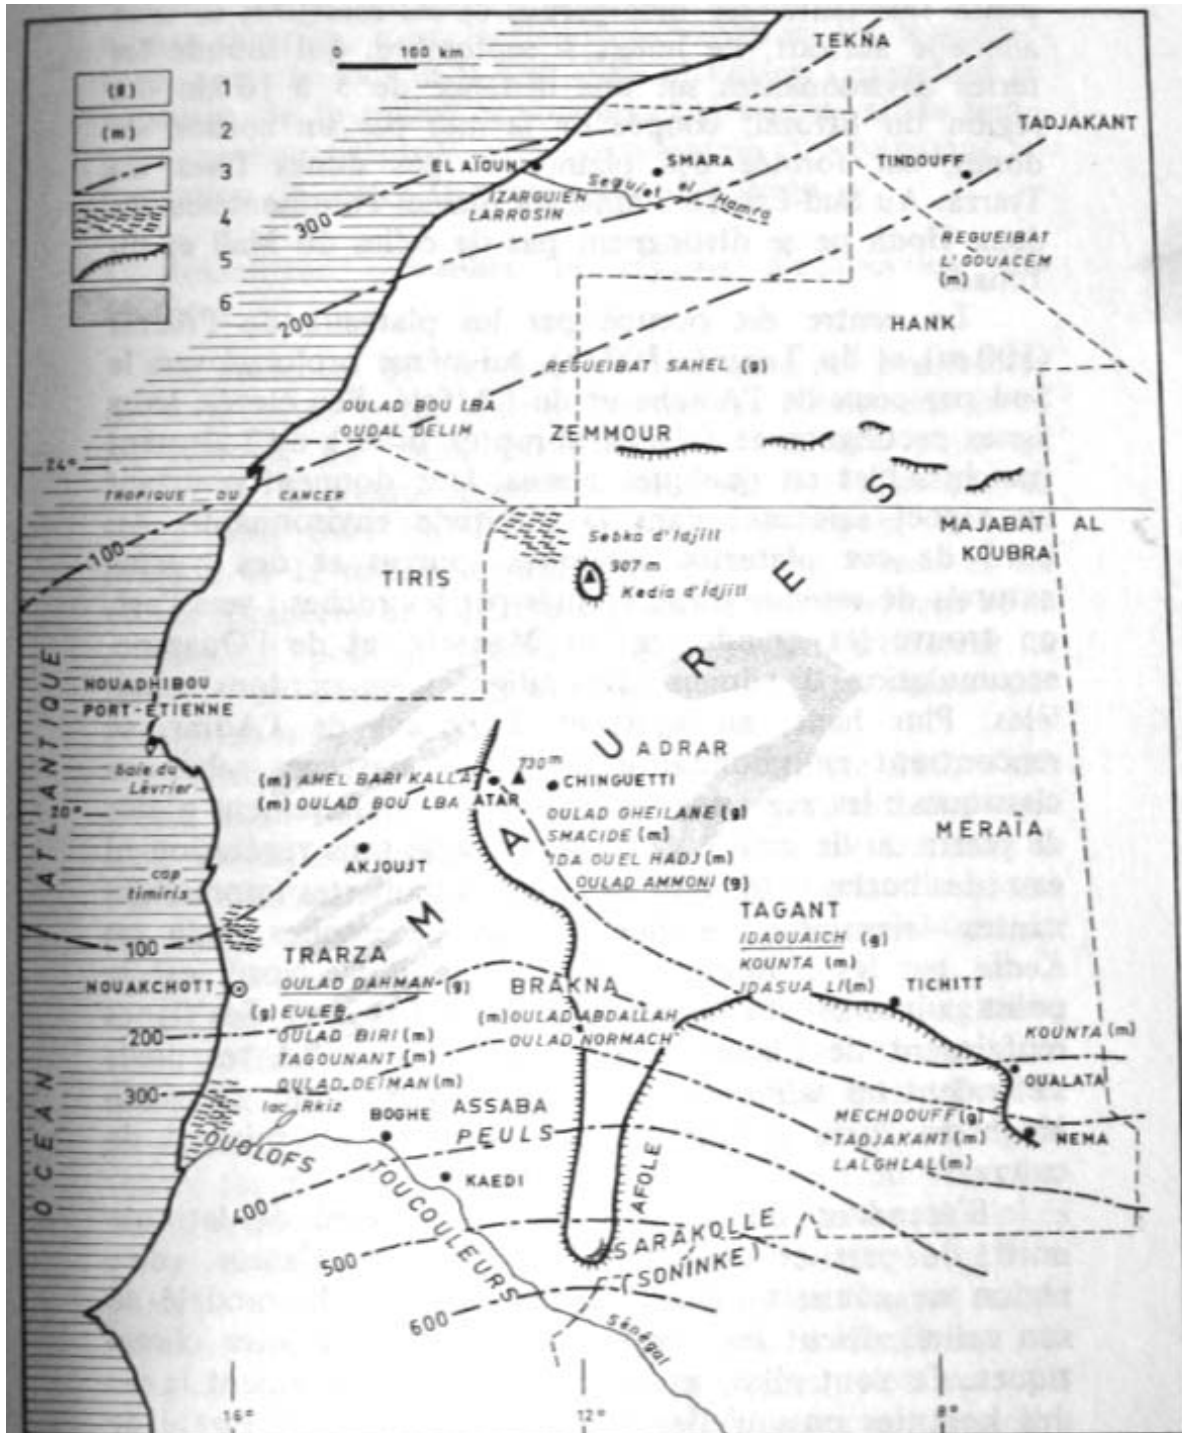 0 100 km
(g) 1
(m) 2
3
4
5
6
TEKNA
TADJAKANT
EL AÏOUN
SMARA
TINDOUFF
Seguiet el Hamra
IZARGUIEN
LARROSIN
300
REGUEIBAT
L'GOUACEM
(m)
200
HANK
REGUEIBAT SAHEL (g)
OULAD BOU LBA
OUDAL DELIM
ZEMMOUR
24°
TROPIQUE DU CANCER
100
MAJABAT AL
KOUBRA
Sebka d'Idjill
TIRIS
907 m
Kedia d'Idjill
MAURES
OCEAN ATLANTIQUE
NOUADHIBOU
PORT-ETIENNE
baie du
Lévrier
ADRAR
730m
(m) AHEL BARI KALLA
CHINGUETTI
(m) OULAD BOU LBA
ATAR
20°
OULAD GHEILANE (g)
SMACIDE (m)
IDA OUEL HADJ (m)
OULAD AMMONI (g)
MERAÏA
AKJOUJT
cap
timiris
100
TAGANT
IDAOUAICH (g)
KOUNTA (m)
IDASUA LI (m)
TICHITT
TRARZA
OULAD DAHMAN (g)
NOUAKCHOTT
BRAKNA
(g) EULEB
(m) OULAD ABDALLAH
200
OULAD BIRI (m)
OULAD NORMACH
KOUNTA (m)
TAGOUNANT (m)
OUALATA
300
OULAD DEÏMAN (m)
lac Rkiz
BOGHE
ASSABA
PEULS
MECHDOUFF (g)
TADJAKANT (m)
NEMA
LALGHLAL (m)
OUOLOFS
TOUCOULEURS
KAEDI
AFOLE
400
SARAKOLLE
(SONINKE)
500
600
Sénégal
16° 12° 8°